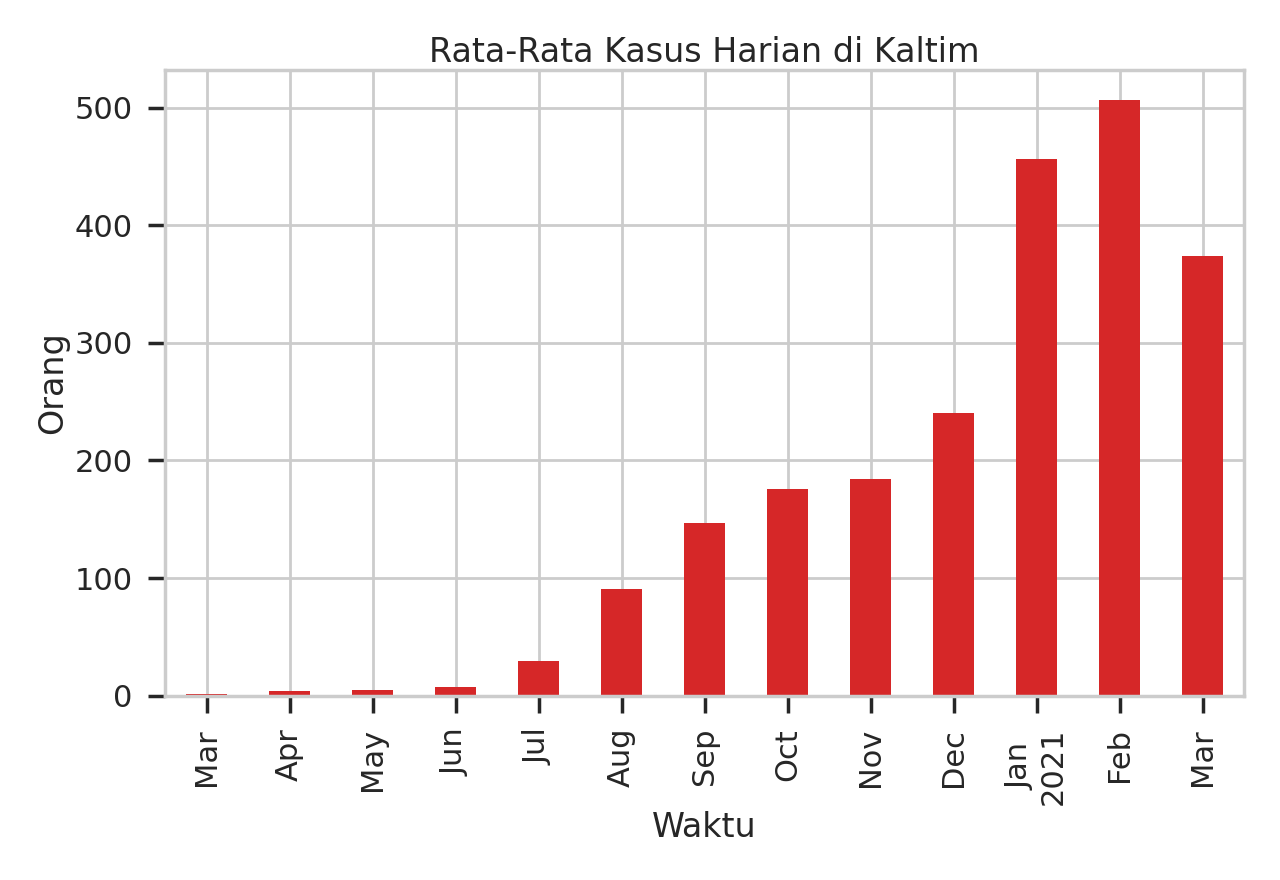 Rata-Rata Kasus Harian di Kaltim
Orang
500
400
300
200
100
0
Mar
Apr
May
Jun
Jul
Aug
Sep
Oct
Nov
Dec
Jan
2021
Feb
Mar
Waktu